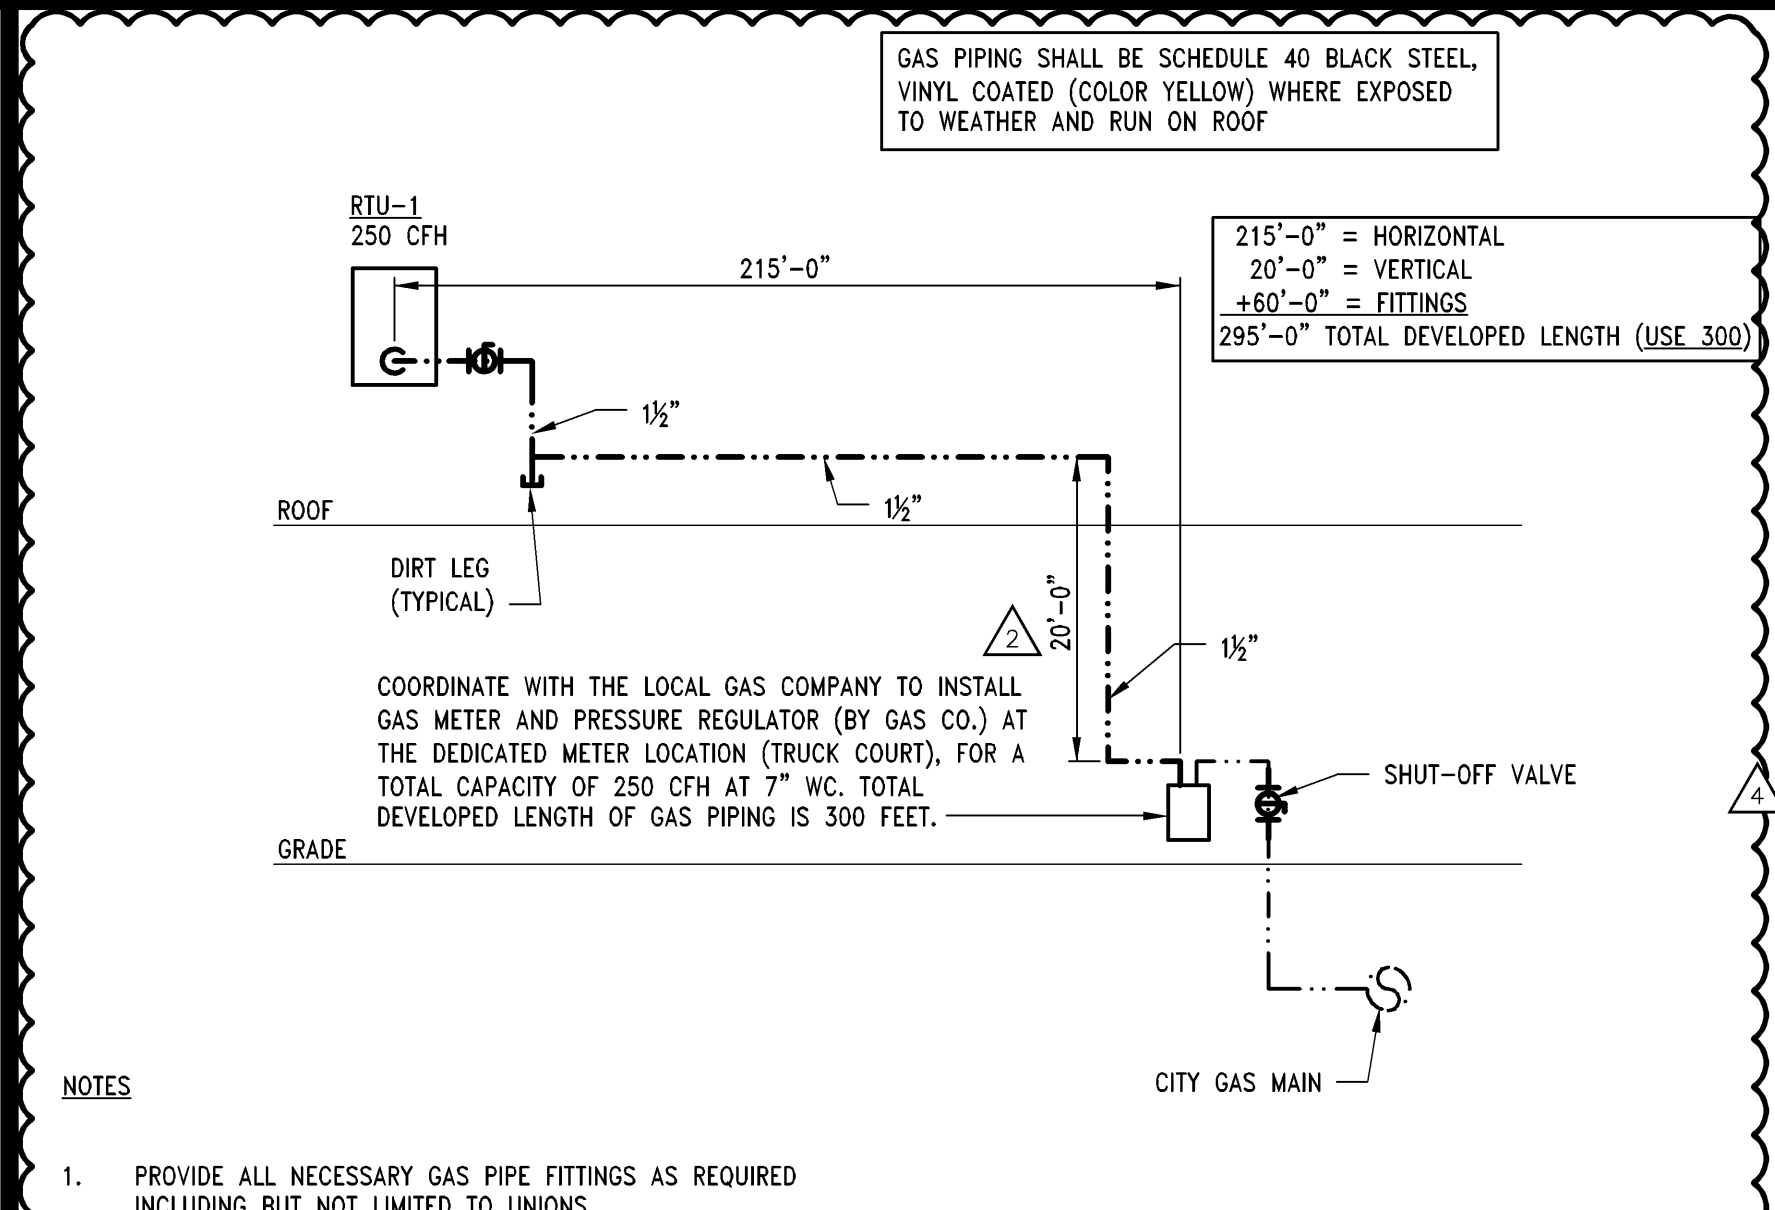 GAS PIPING SHALL BE SCHEDULE 40 BLACK STEEL,
VINYL COATED (COLOR YELLOW) WHERE EXPOSED
TO WEATHER AND RUN ON ROOF
RTU-1
250 CFH
215'-0"
215'-0" = HORIZONTAL
20'-0" = VERTICAL
+60'-0" = FITTINGS
295'-0" TOTAL DEVELOPED LENGTH (USE 300)
1½"
1½"
ROOF
DIRT LEG
(TYPICAL)
20'-0"
2
1½"
COORDINATE WITH THE LOCAL GAS COMPANY TO INSTALL
GAS METER AND PRESSURE REGULATOR (BY GAS CO.) AT
THE DEDICATED METER LOCATION (TRUCK COURT), FOR A
TOTAL CAPACITY OF 250 CFH AT 7" WC. TOTAL
DEVELOPED LENGTH OF GAS PIPING IS 300 FEET.
SHUT-OFF VALVE
4
GRADE
CITY GAS MAIN
NOTES
1. PROVIDE ALL NECESSARY GAS PIPE FITTINGS AS REQUIRED
INCLUDING BUT NOT LIMITED TO UNIONS